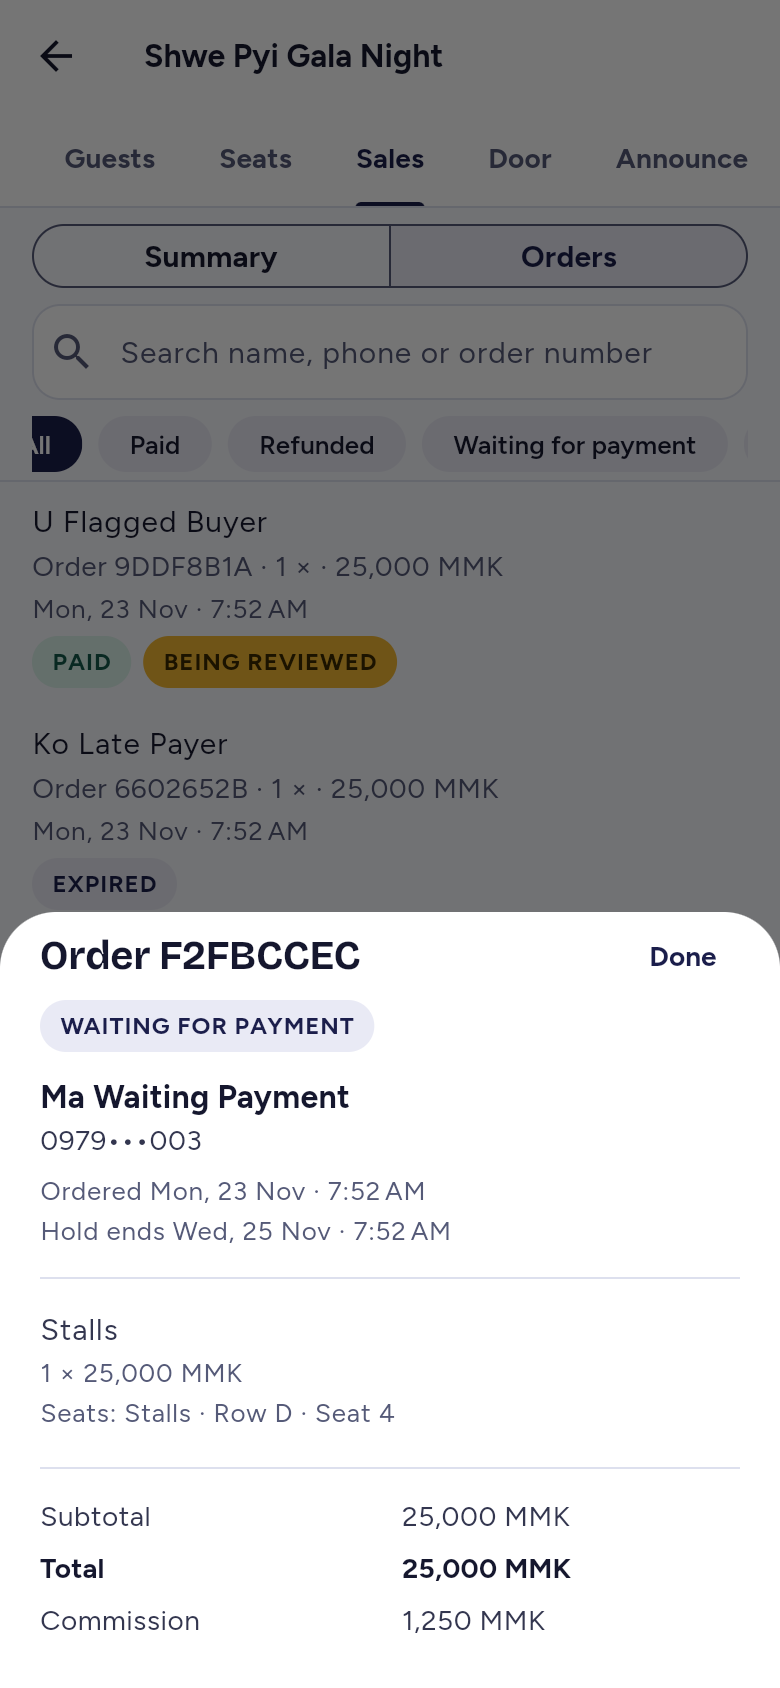 Shwe Pyi Gala Night
Guests Seats Sales Door Announce
Summary Orders
Search name, phone or order number
All Paid Refunded Waiting for payment
U Flagged Buyer
Order 9DDF8B1A · 1 × · 25,000 MMK
Mon, 23 Nov · 7:52 AM
PAID BEING REVIEWED
Ko Late Payer
Order 6602652B · 1 × · 25,000 MMK
Mon, 23 Nov · 7:52 AM
EXPIRED
Order F2FBCCEC Done
WAITING FOR PAYMENT
Ma Waiting Payment
0979•••003
Ordered Mon, 23 Nov · 7:52 AM
Hold ends Wed, 25 Nov · 7:52 AM
Stalls
1 × 25,000 MMK
Seats: Stalls · Row D · Seat 4
Subtotal 25,000 MMK
Total 25,000 MMK
Commission 1,250 MMK